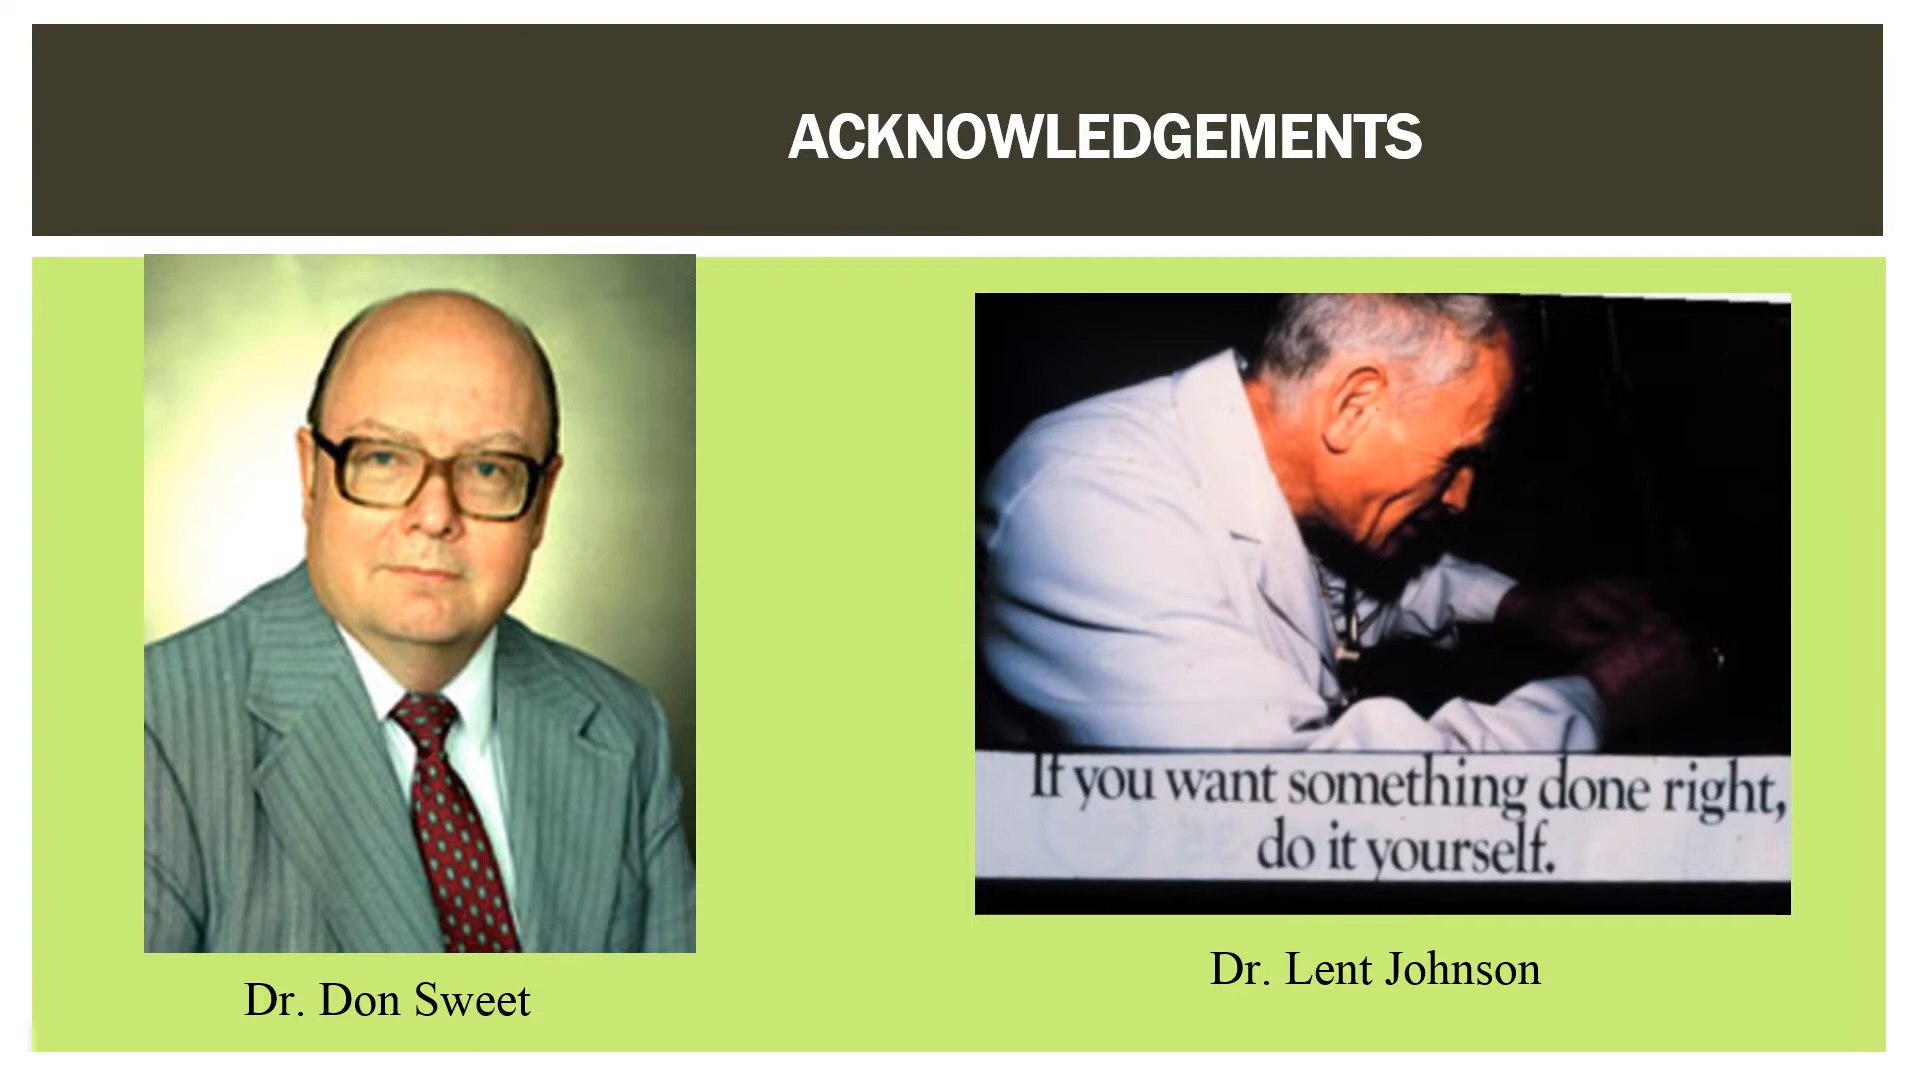 ACKNOWLEDGEMENTS
If you want something done right,
do it yourself.
Dr. Lent Johnson
Dr. Don Sweet